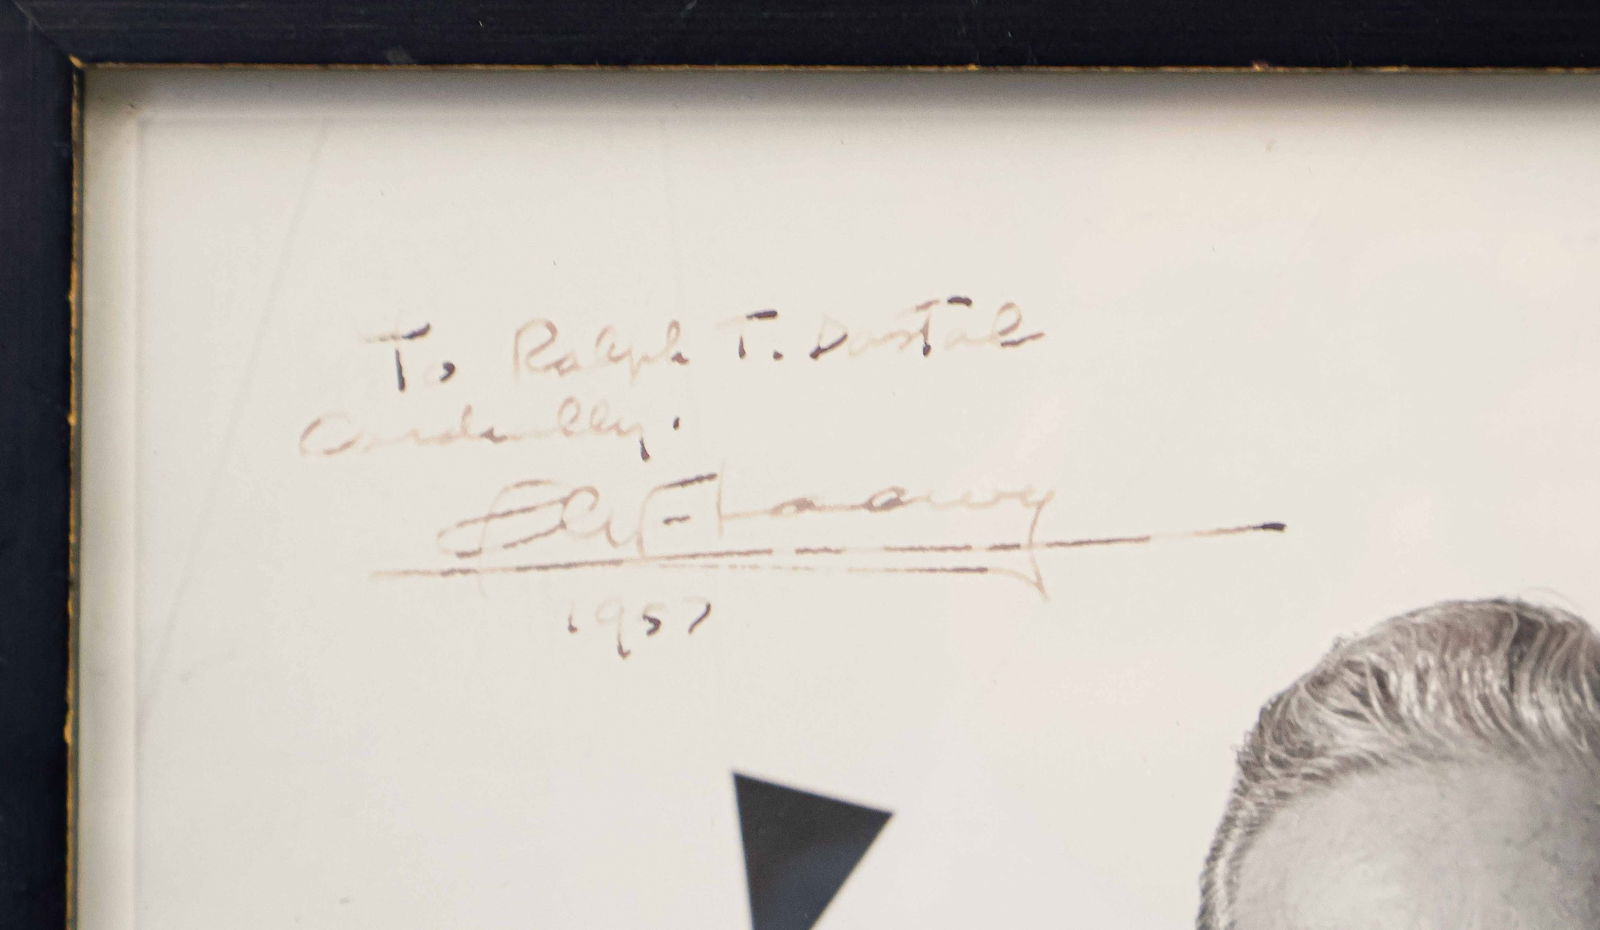 To Ralph T. Dostal
Cordially.
1957